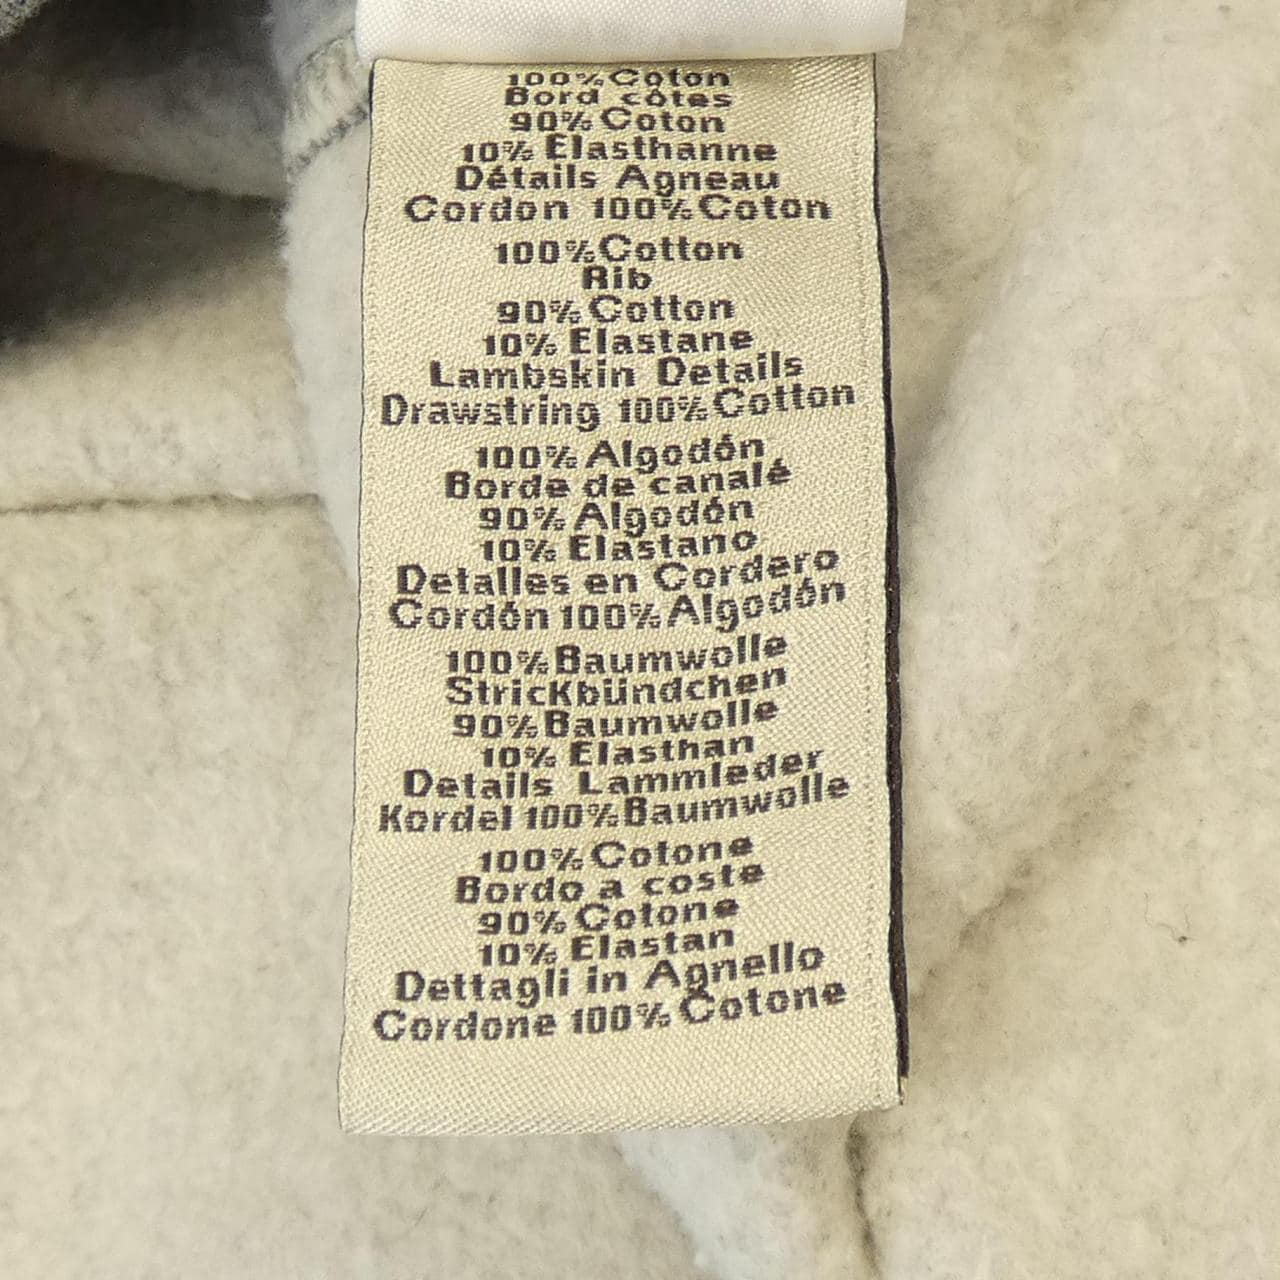 100% Coton
Bord côtes
90% Coton
10% Elasthanne
Détails Agneau
Cordon 100% Coton
100% Cotton
Rib
90% Cotton
10% Elastane
Lambskin Details
Drawstring 100% Cotton
100% Algodón
Borde de canalé
90% Algodón
10% Elastano
Detalles en Cordero
Cordón 100% Algodón
100% Baumwolle
Strickbündchen
90% Baumwolle
10% Elasthan
Details Lammleder
Kordel 100% Baumwolle
100% Cotone
Bordo a coste
90% Cotone
10% Elastan
Dettagli in Agnello
Cordone 100% Cotone